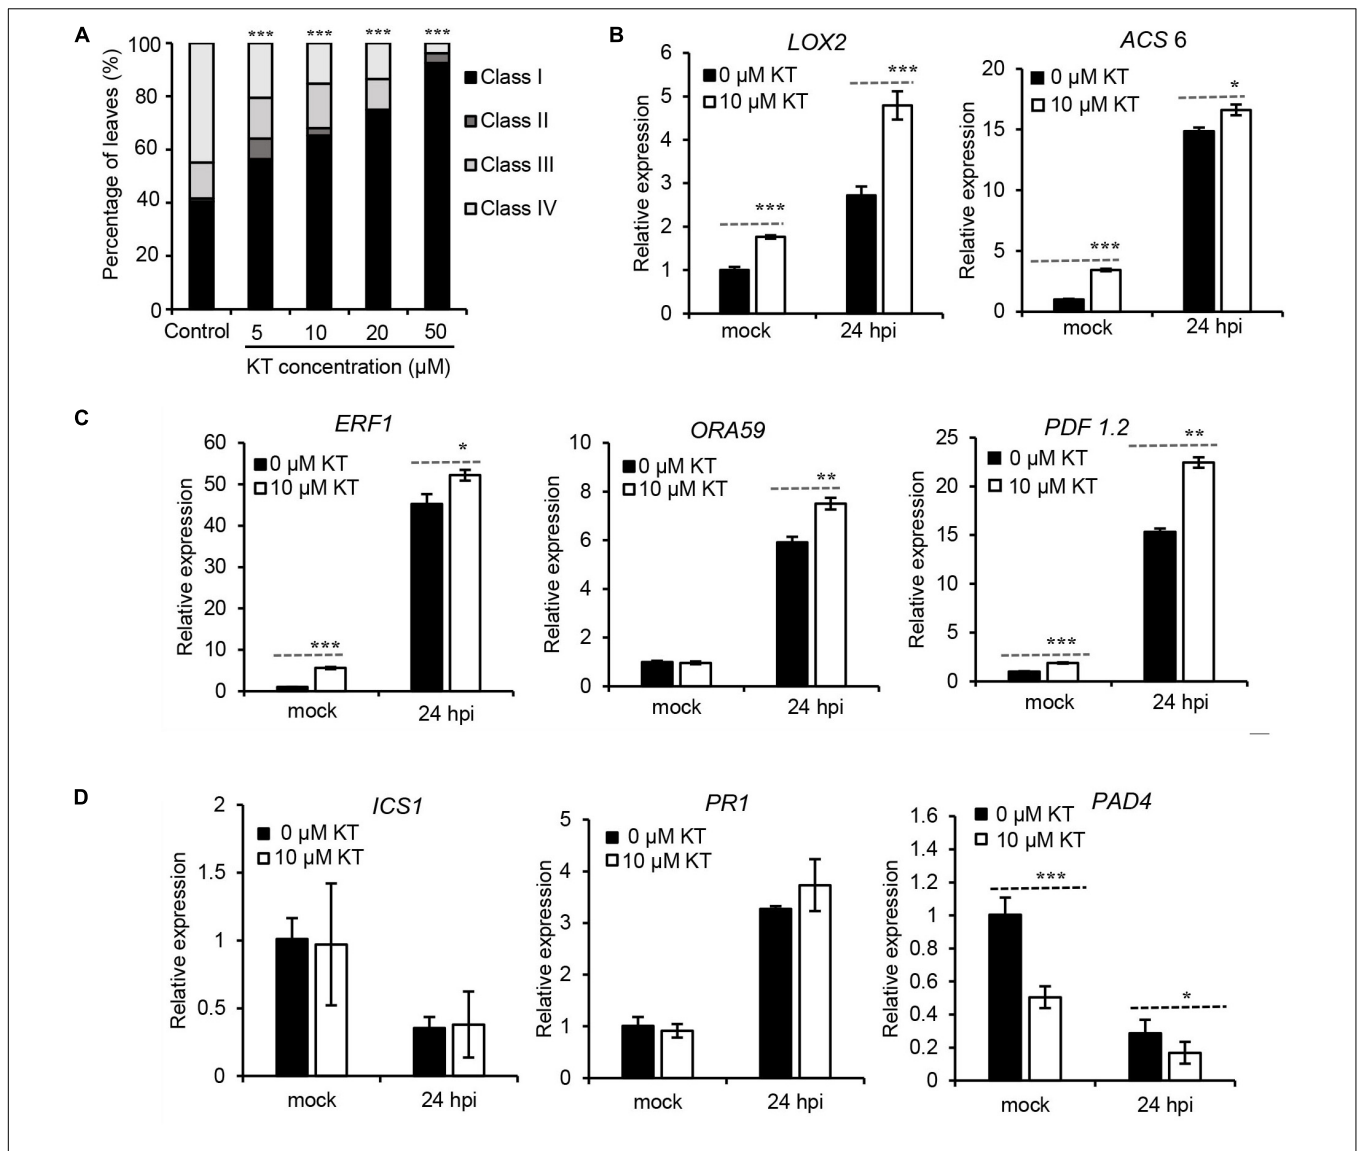 A
Percentage of leaves (%)
100
80
60
40
20
0
*** *** *** ***
Class I
Class II
Class III
Class IV
Control 5 10 20 50
KT concentration (μM)
B
LOX2
Relative expression
6
5
4
3
2
1
0
0 μM KT
10 μM KT
***
***
mock 24 hpi
ACS 6
Relative expression
20
15
10
5
0
0 μM KT
10 μM KT
***
*
mock 24 hpi
C
ERF1
Relative expression
60
50
40
30
20
10
0
0 μM KT
10 μM KT
***
*
mock 24 hpi
ORA59
Relative expression
10
8
6
4
2
0
0 μM KT
10 μM KT
**
mock 24 hpi
PDF 1.2
Relative expression
25
20
15
10
5
0
0 μM KT
10 μM KT
***
**
mock 24 hpi
D
ICS1
Relative expression
2
1.5
1
0.5
0
0 μM KT
10 μM KT
mock 24 hpi
PR1
Relative expression
5
4
3
2
1
0
0 μM KT
10 μM KT
mock 24 hpi
PAD4
Relative expression
1.6
1.4
1.2
1
0.8
0.6
0.4
0.2
0
0 μM KT
10 μM KT
***
*
mock 24 hpi